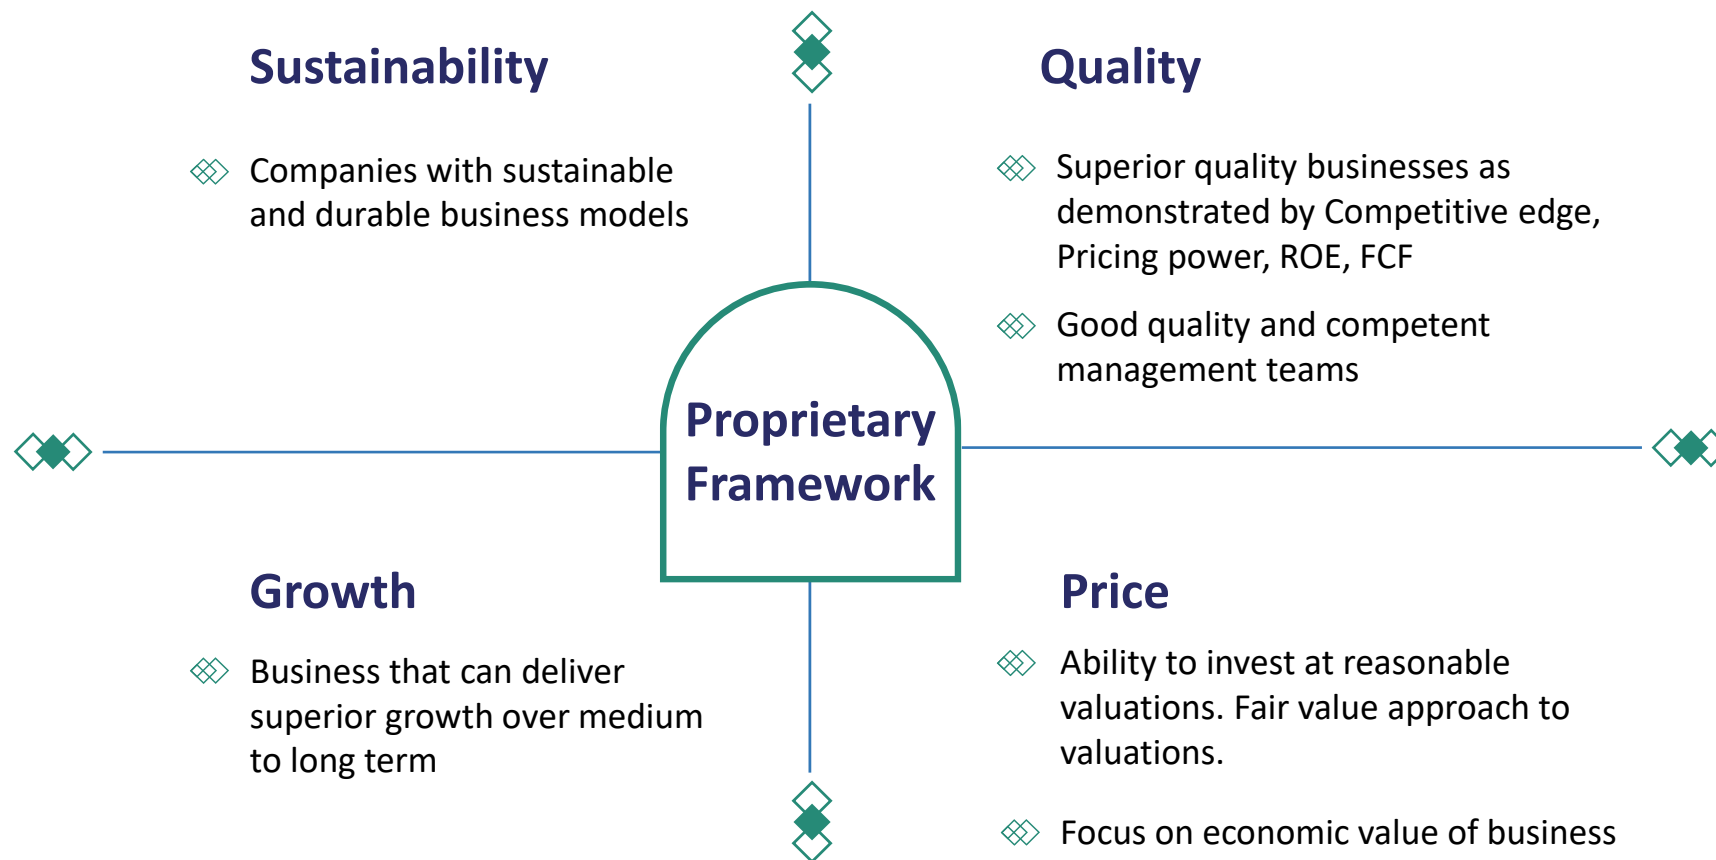 Sustainability
Companies with sustainable
and durable business models
Quality
Superior quality businesses as
demonstrated by Competitive edge,
Pricing power, ROE, FCF
Good quality and competent
management teams
Proprietary
Framework
Growth
Business that can deliver
superior growth over medium
to long term
Price
Ability to invest at reasonable
valuations. Fair value approach to
valuations.
Focus on economic value of business